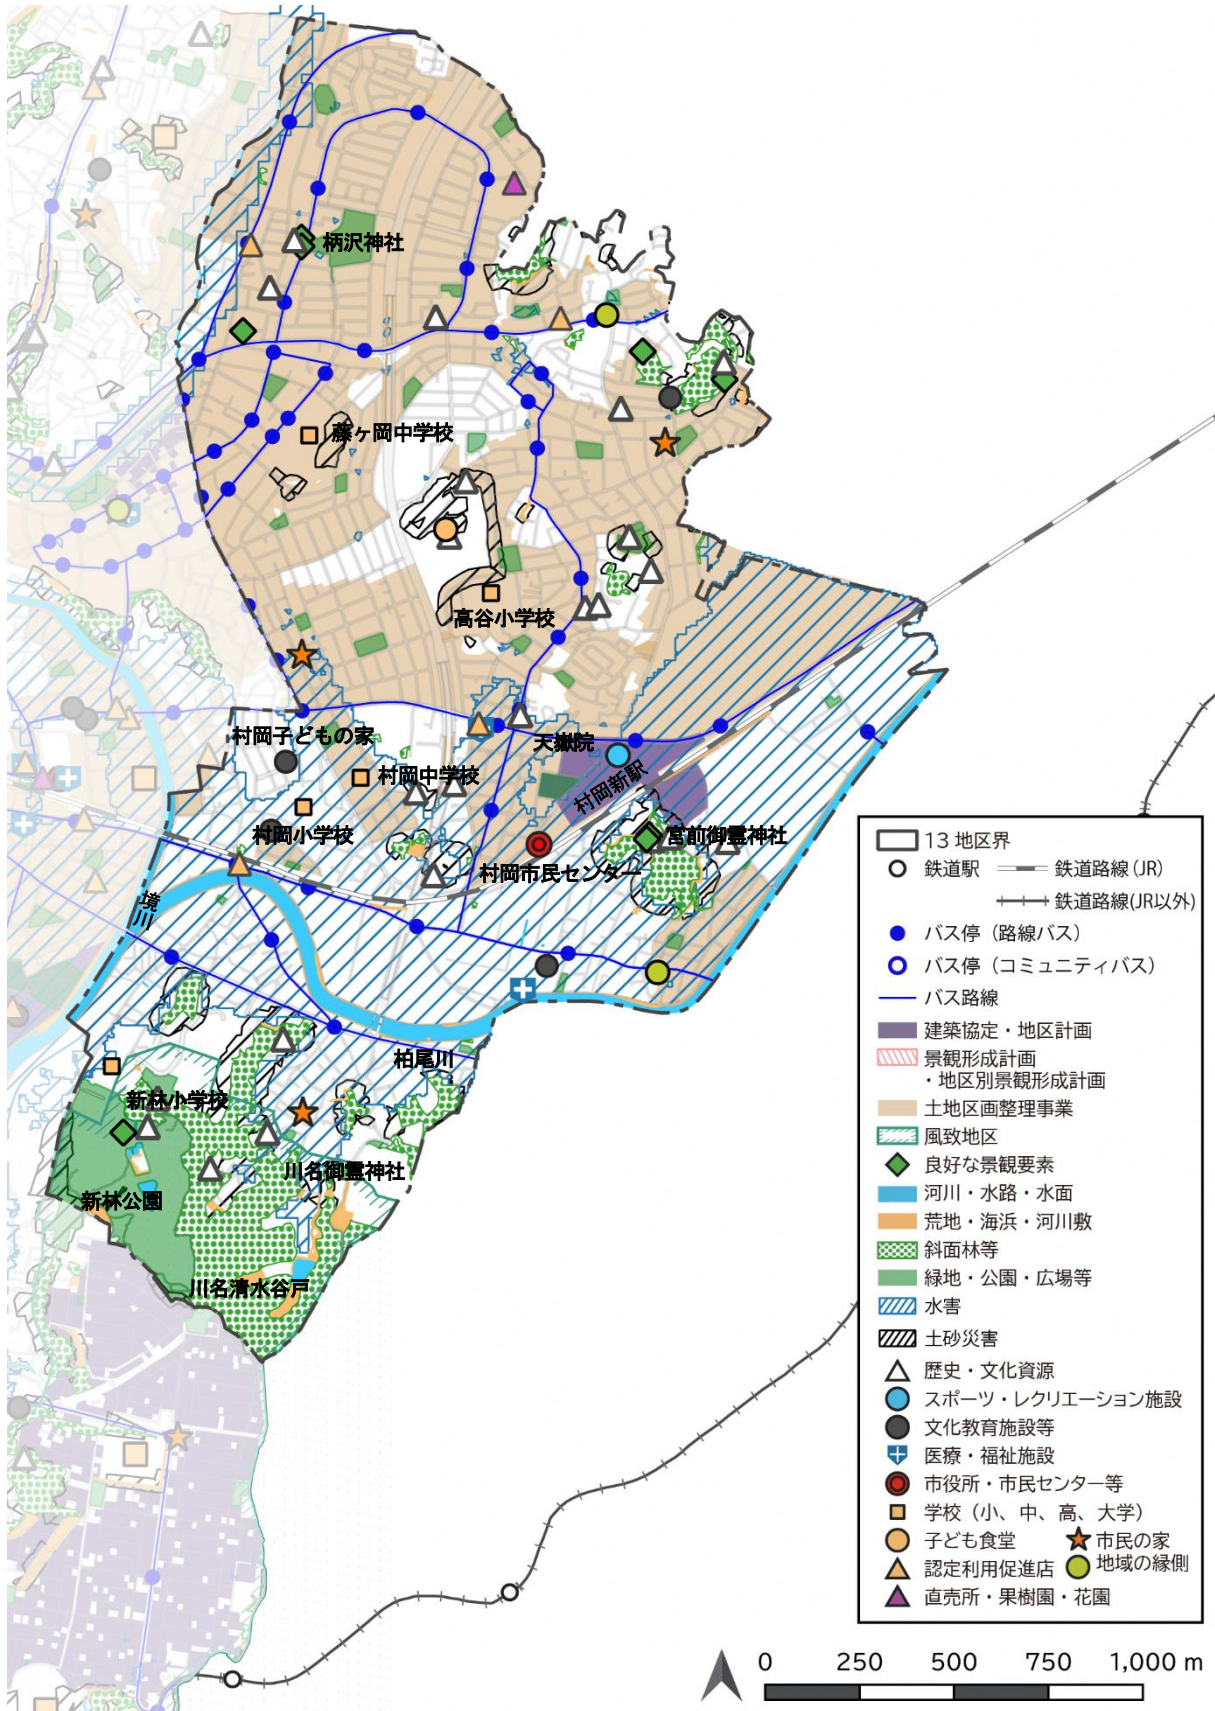 柄沢神社
藤ヶ岡中学校
高谷小学校
村岡子どもの家
天嶽院
村岡中学校
村岡新駅
村岡小学校
宮前御霊神社
村岡市民センター
境川
柏尾川
新林小学校
川名御霊神社
新林公園
川名清水谷戸
13地区界
鉄道駅
鉄道路線(JR)
鉄道路線(JR以外)
バス停（路線バス）
バス停（コミュニティバス）
バス路線
建築協定・地区計画
景観形成計画
・地区別景観形成計画
土地区画整理事業
風致地区
良好な景観要素
河川・水路・水面
荒地・海浜・河川敷
斜面林等
緑地・公園・広場等
水害
土砂災害
歴史・文化資源
スポーツ・レクリエーション施設
文化教育施設等
医療・福祉施設
市役所・市民センター等
学校（小、中、高、大学）
子ども食堂
市民の家
認定利用促進店
地域の縁側
直売所・果樹園・花園
0 250 500 750 1,000 m